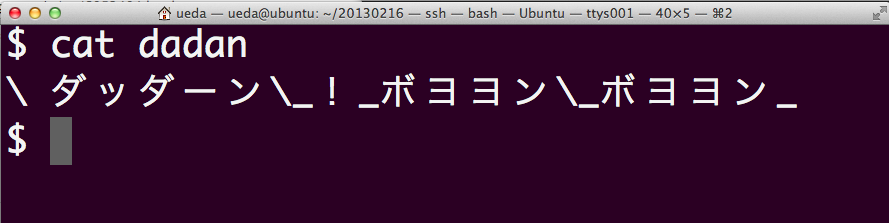 ueda — ueda@ubuntu: ~/20130216 — ssh — bash — Ubuntu — ttys001 — 40×5 — ⌘2
$ cat dadan
\ ダッダーン\_！_ボヨヨン\_ボヨヨン_
$